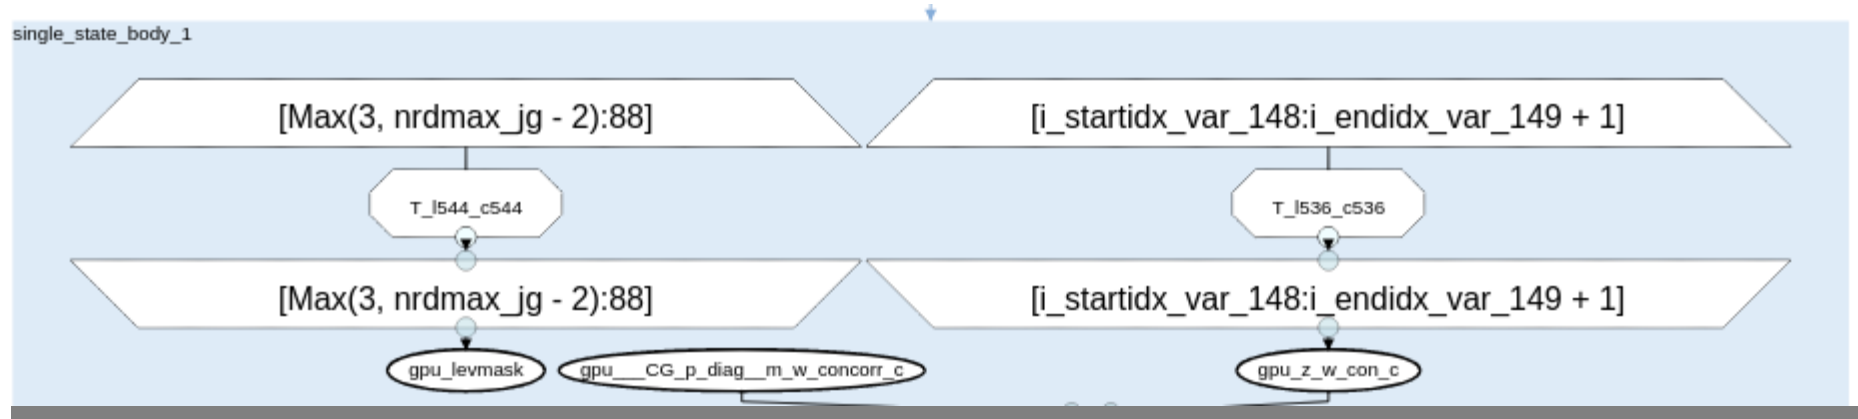 single_state_body_1
[Max(3, nrdmax_jg - 2):88]
[i_startidx_var_148:i_endidx_var_149 + 1]
T_l544_c544
T_l536_c536
[Max(3, nrdmax_jg - 2):88]
[i_startidx_var_148:i_endidx_var_149 + 1]
gpu_levmask
gpu___CG_p_diag__m_w_concorr_c
gpu_z_w_con_c